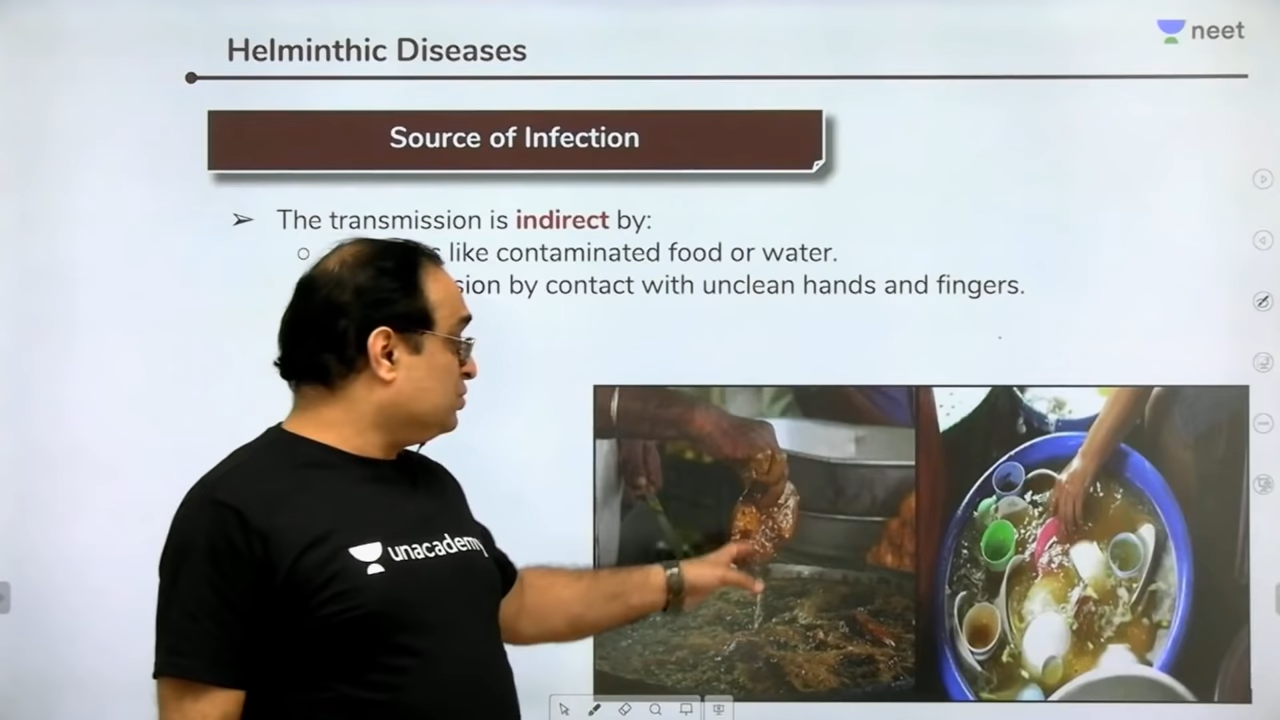 neet
Helminthic Diseases
Source of Infection
➢ The transmission is indirect by:
○ like contaminated food or water.
by contact with unclean hands and fingers.
unacademy